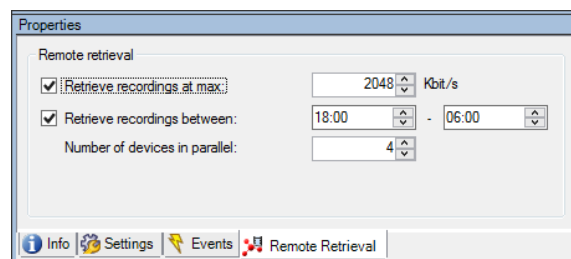 Properties
Remote retrieval
Retrieve recordings at max: 2048 Kbit/s
Retrieve recordings between: 18:00 - 06:00
Number of devices in parallel: 4
Info Settings Events Remote Retrieval